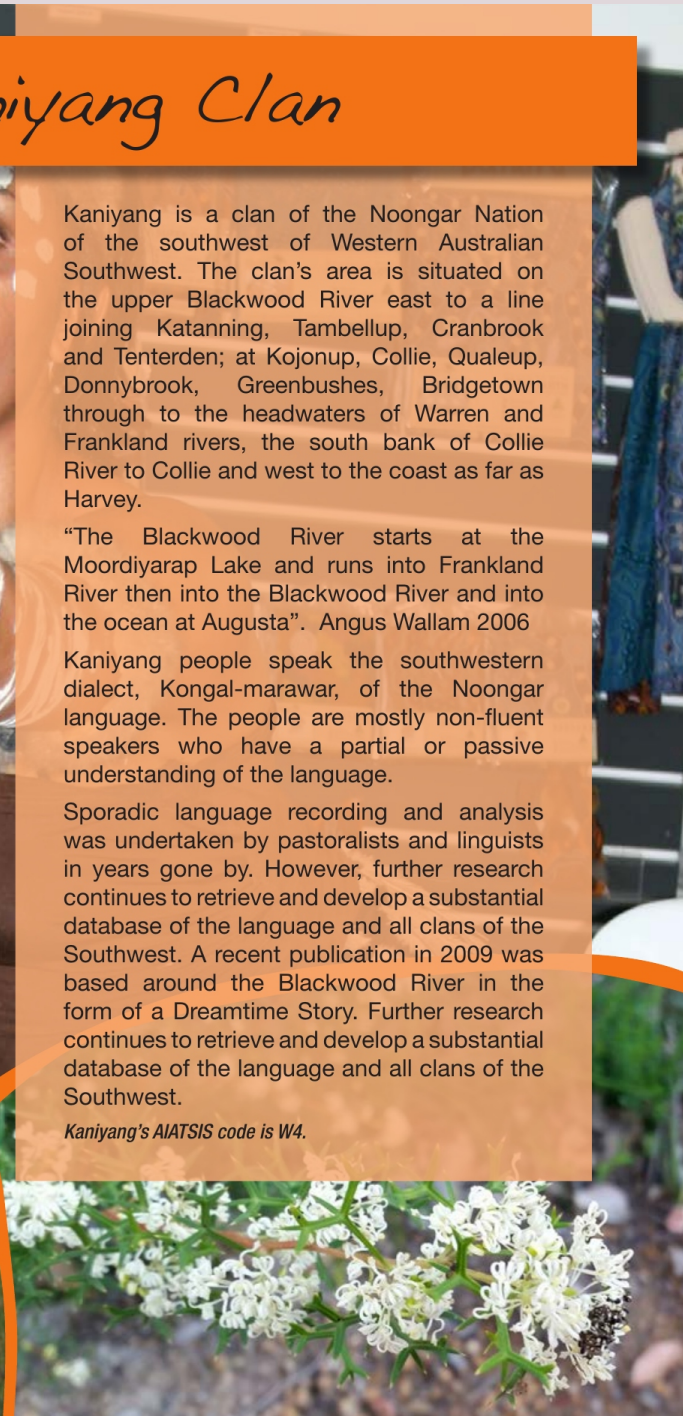 Clan
Kaniyang is a clan of the Noongar Nation
of the southwest of Western Australian
Southwest. The clan's area is situated on
the upper Blackwood River east to a line
joining Katanning, Tambellup, Cranbrook
and Tenterden; at Kojonup, Collie, Qualeup,
Donnybrook, Greenbushes, Bridgetown
through to the headwaters of Warren and
Frankland rivers, the south bank of Collie
River to Collie and west to the coast as far as
Harvey.
“The Blackwood River starts at the
Moordiyarap Lake and runs into Frankland
River then into the Blackwood River and into
the ocean at Augusta”. Angus Wallam 2006
Kaniyang people speak the southwestern
dialect, Kongal-marawar, of the Noongar
language. The people are mostly non-fluent
speakers who have a partial or passive
understanding of the language.
Sporadic language recording and analysis
was undertaken by pastoralists and linguists
in years gone by. However, further research
continues to retrieve and develop a substantial
database of the language and all clans of the
Southwest. A recent publication in 2009 was
based around the Blackwood River in the
form of a Dreamtime Story. Further research
continues to retrieve and develop a substantial
database of the language and all clans of the
Southwest.
Kaniyang's AIATSIS code is W4.